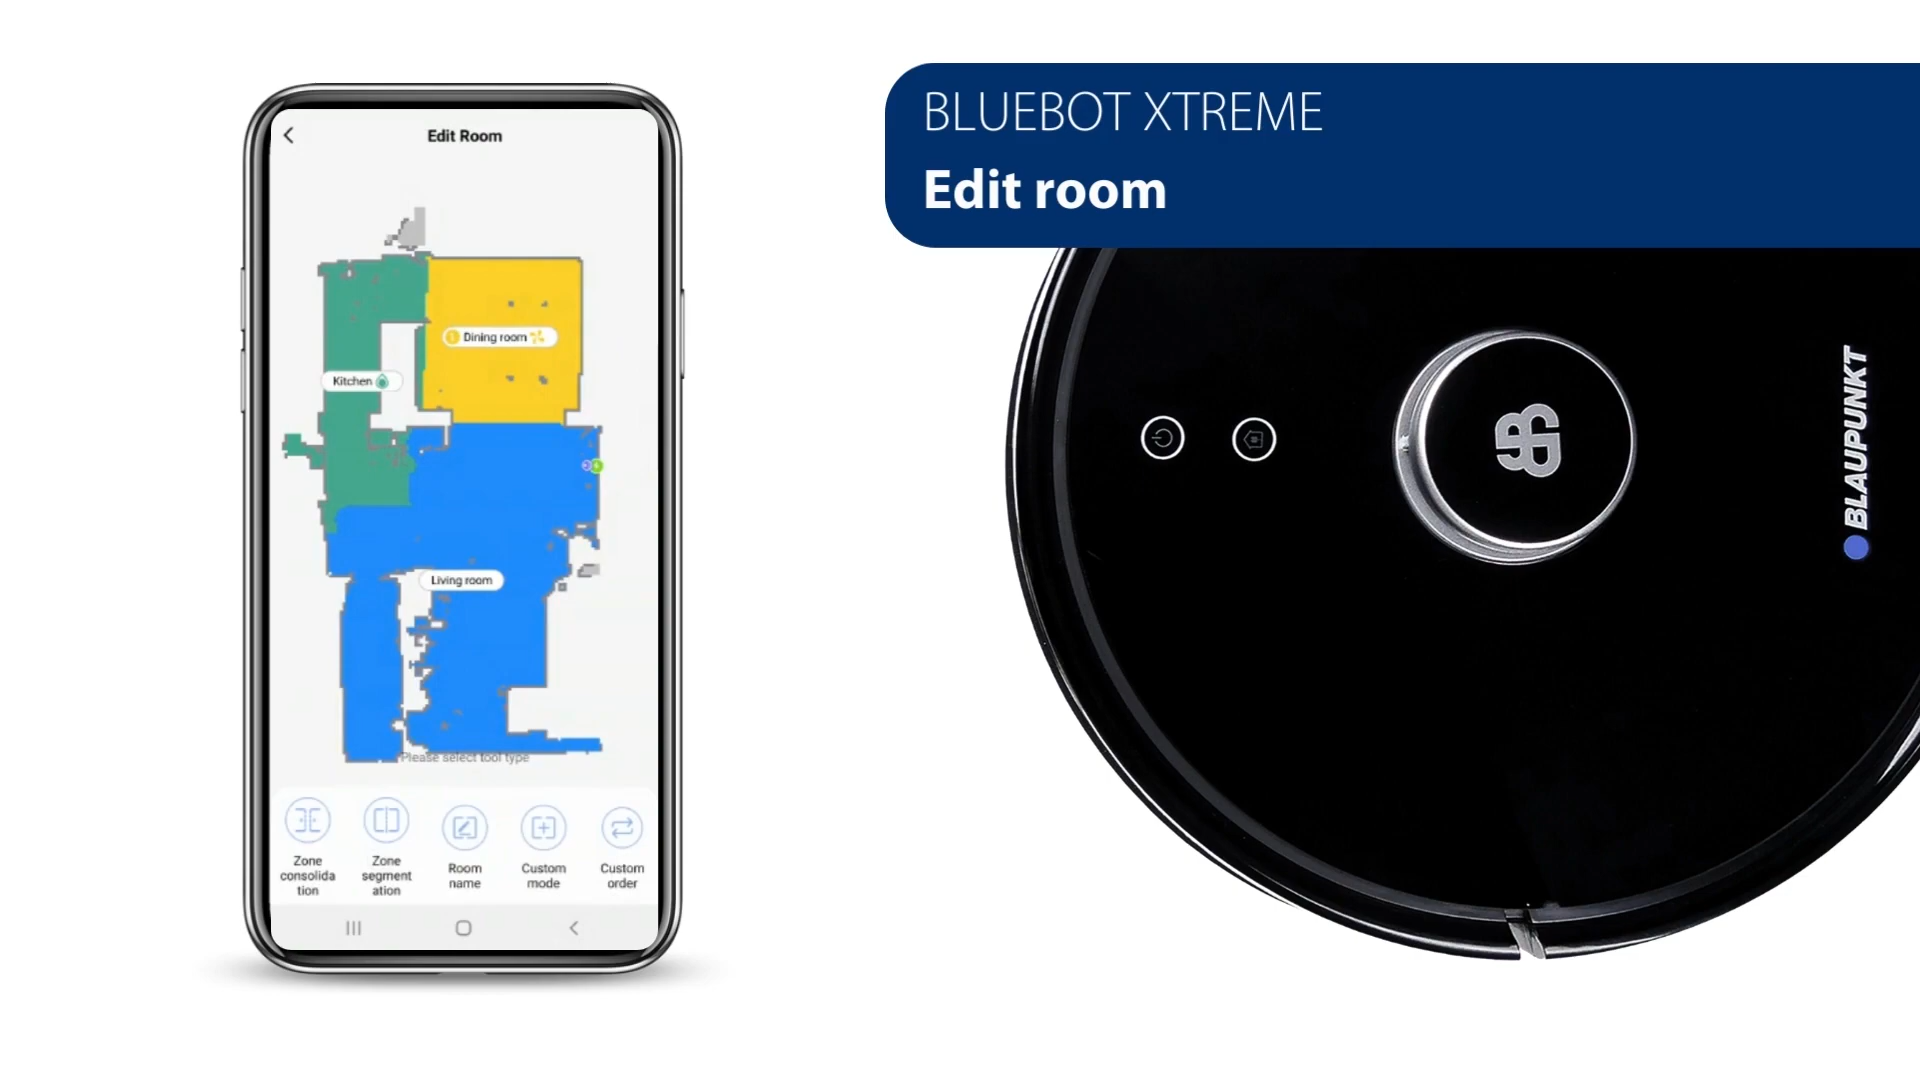 Edit Room
Dining room
Kitchen
Living room
Please select tool type
Zone
consolida
tion
Zone
segment
ation
Room
name
Custom
mode
Custom
order
BLUEBOT XTREME
Edit room
BLAUPUNKT